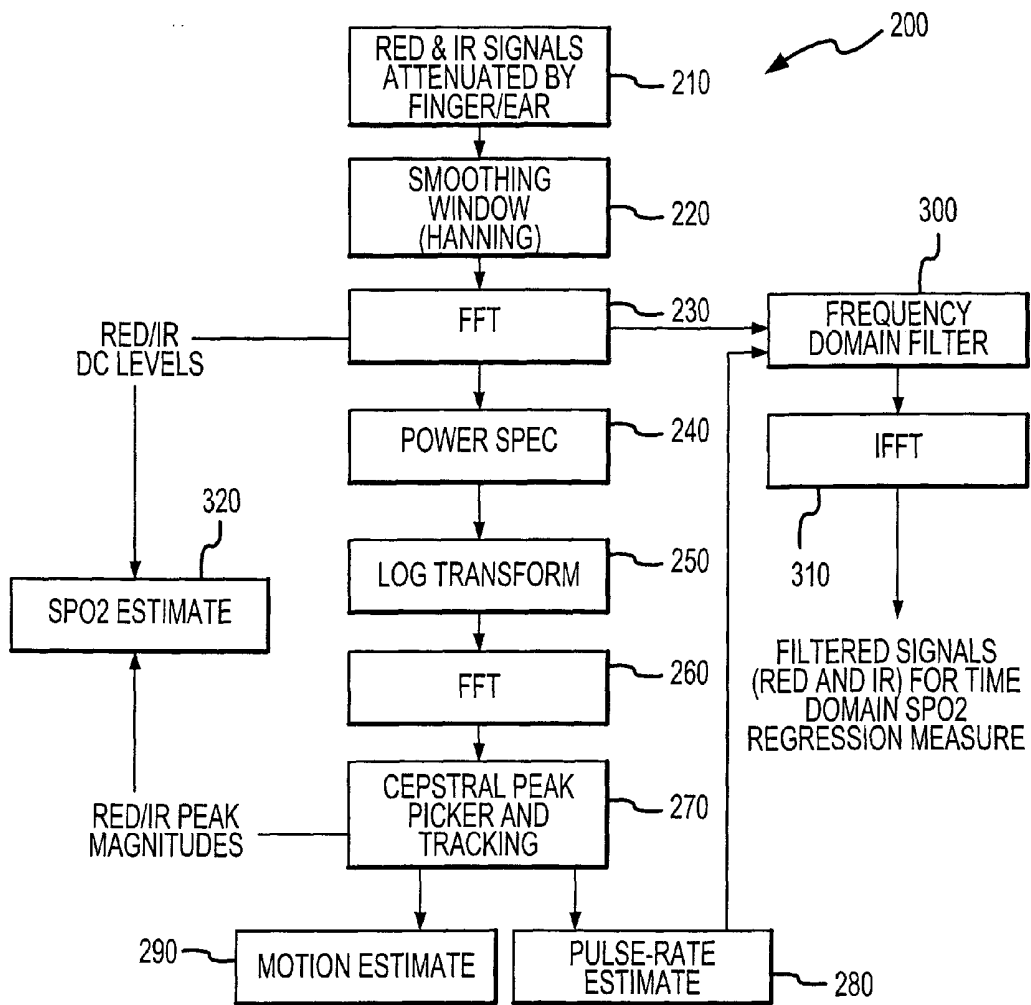 200
RED & IR SIGNALS
ATTENUATED BY
FINGER/EAR
210
SMOOTHING
WINDOW
(HANNING)
220
FFT
230
300
FREQUENCY
DOMAIN FILTER
RED/IR
DC LEVELS
POWER SPEC
240
IFFT
310
320
SPO2 ESTIMATE
LOG TRANSFORM
250
FFT
260
FILTERED SIGNALS
(RED AND IR) FOR TIME
DOMAIN SPO2
REGRESSION MEASURE
CEPSTRAL PEAK
PICKER AND
TRACKING
270
RED/IR PEAK
MAGNITUDES
290
MOTION ESTIMATE
PULSE-RATE
ESTIMATE
280